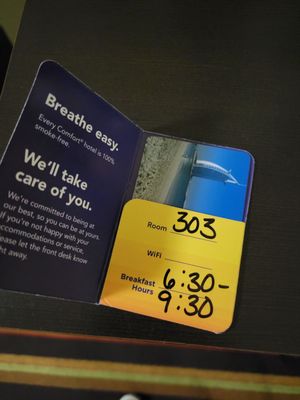 Breathe easy.
Every Comfort® hotel is 100%
smoke-free.
We'll take
care of you.
We're committed to being at
our best, so you can be at yours.
If you're not happy with your
accommodations or service,
please let the front desk know
right away.
Room 303
WiFi
Breakfast 6:30-
Hours 9:30